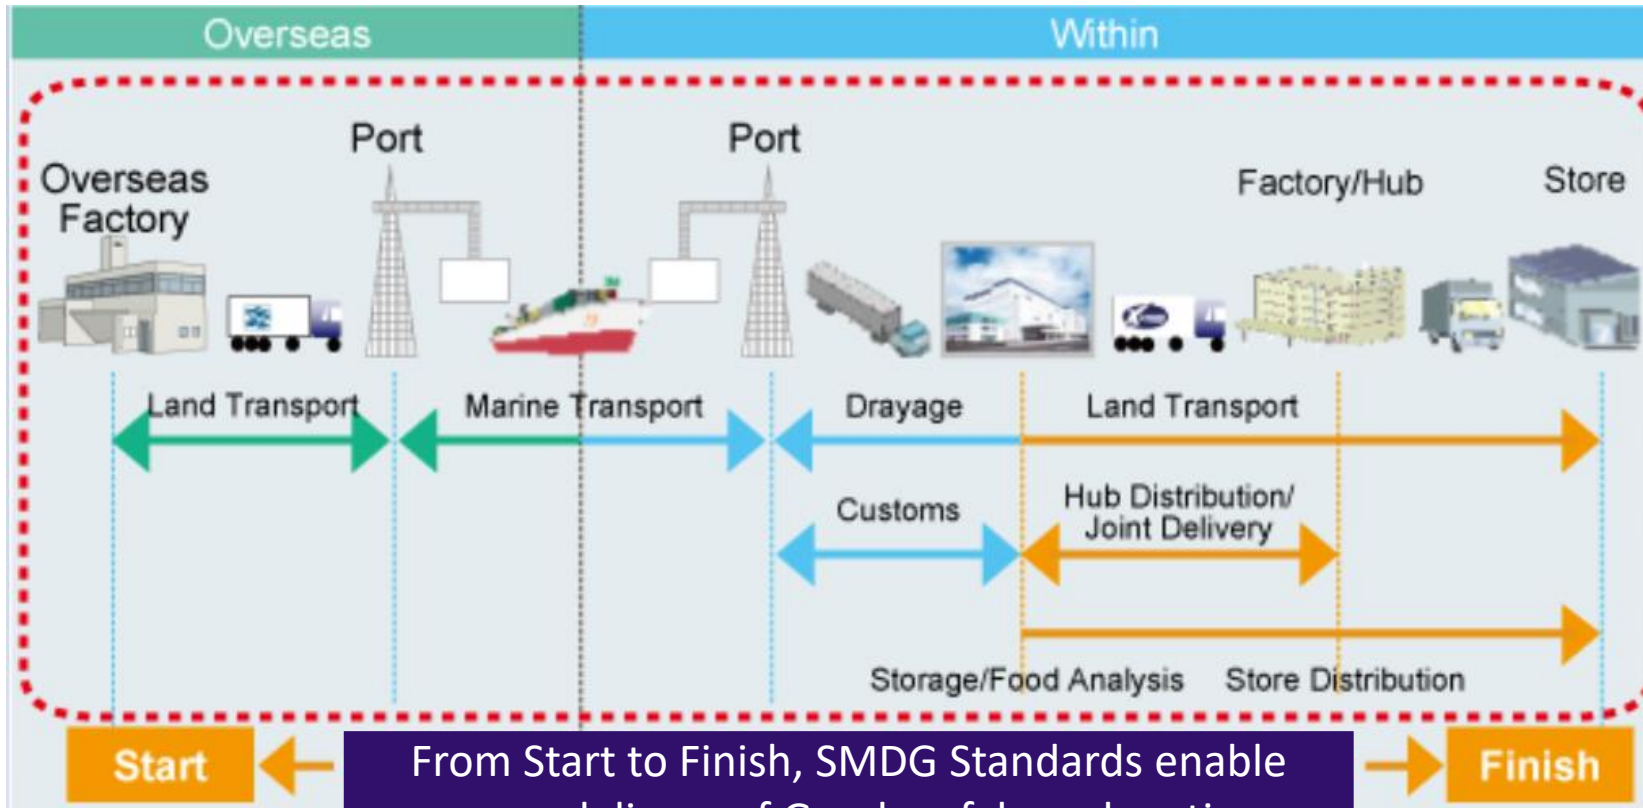 Overseas
Within
Port
Port
Overseas
Factory
Factory/Hub
Store
Land Transport
Marine Transport
Drayage
Land Transport
Customs
Hub Distribution/
Joint Delivery
Storage/Food Analysis
Store Distribution
Start
From Start to Finish, SMDG Standards enable
Finish